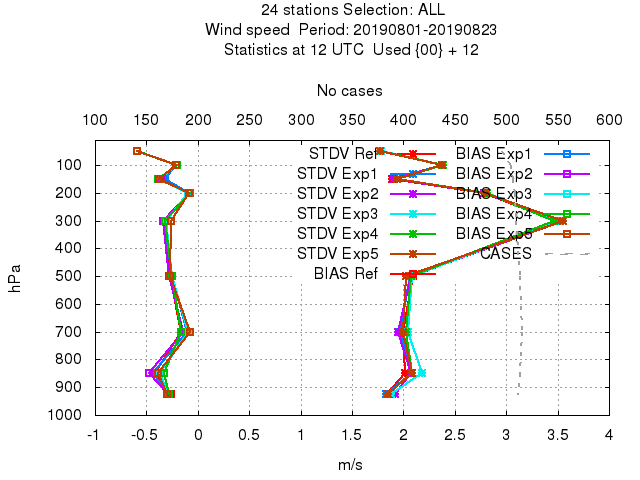 24 stations Selection: ALL
Wind speed  Period: 20190801-20190823
Statistics at 12 UTC  Used {00} + 12
No cases
100 150 200 250 300 350 400 450 500 550 600
STDV Ref
STDV Exp1
STDV Exp2
STDV Exp3
STDV Exp4
STDV Exp5
BIAS Ref
BIAS Exp1
BIAS Exp2
BIAS Exp3
BIAS Exp4
BIAS Exp5
CASES
hPa
100
200
300
400
500
600
700
800
900
1000
-1 -0.5 0 0.5 1 1.5 2 2.5 3 3.5 4
m/s